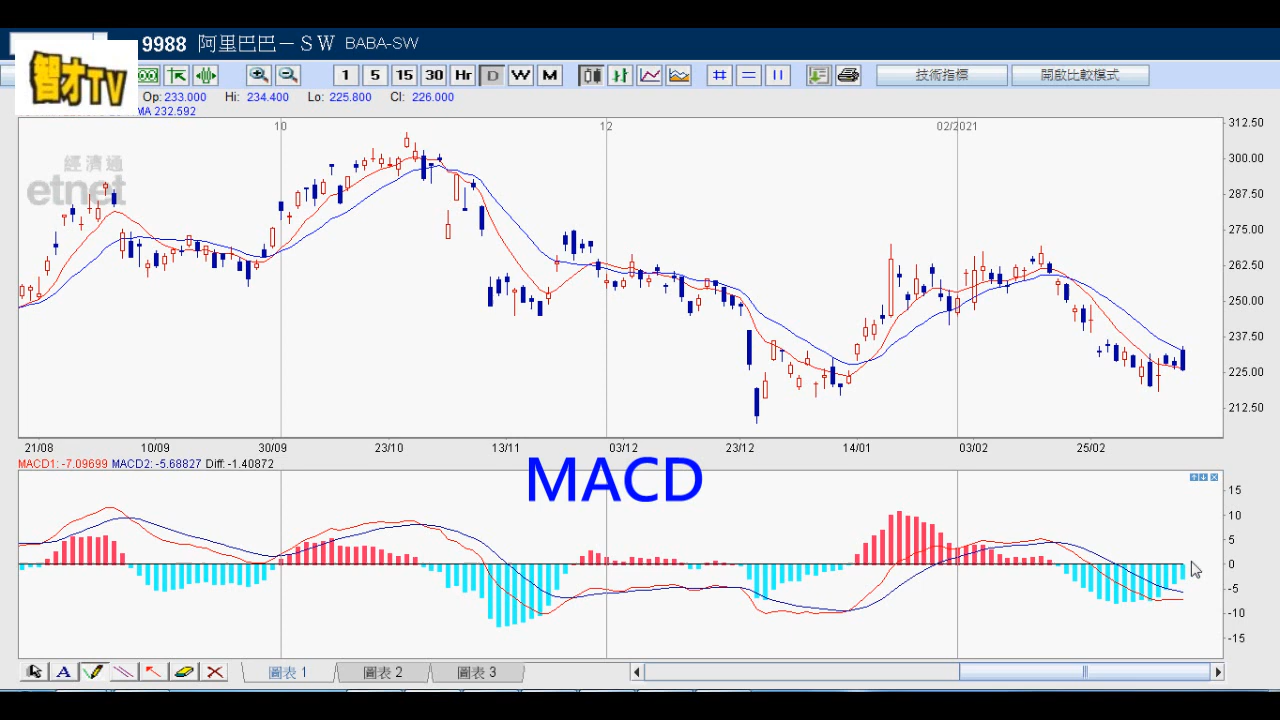 9988 阿里巴巴－ＳＷ BABA-SW
智才TV
1 5 15 30 Hr D W M 技術指標 開啟比較模式
Op: 233.000 Hi: 234.400 Lo: 225.800 Cl: 226.000
MA 232.592
10 12 02/2021
經濟通
etnet
312.50
300.00
287.50
275.00
262.50
250.00
237.50
225.00
212.50
21/08 10/09 30/09 23/10 13/11 03/12 23/12 14/01 03/02 25/02
MACD1: -7.09699 MACD2: -5.68827 Diff: -1.40872
MACD
15
10
5
0
-5
-10
-15
A 圖表 1 圖表 2 圖表 3